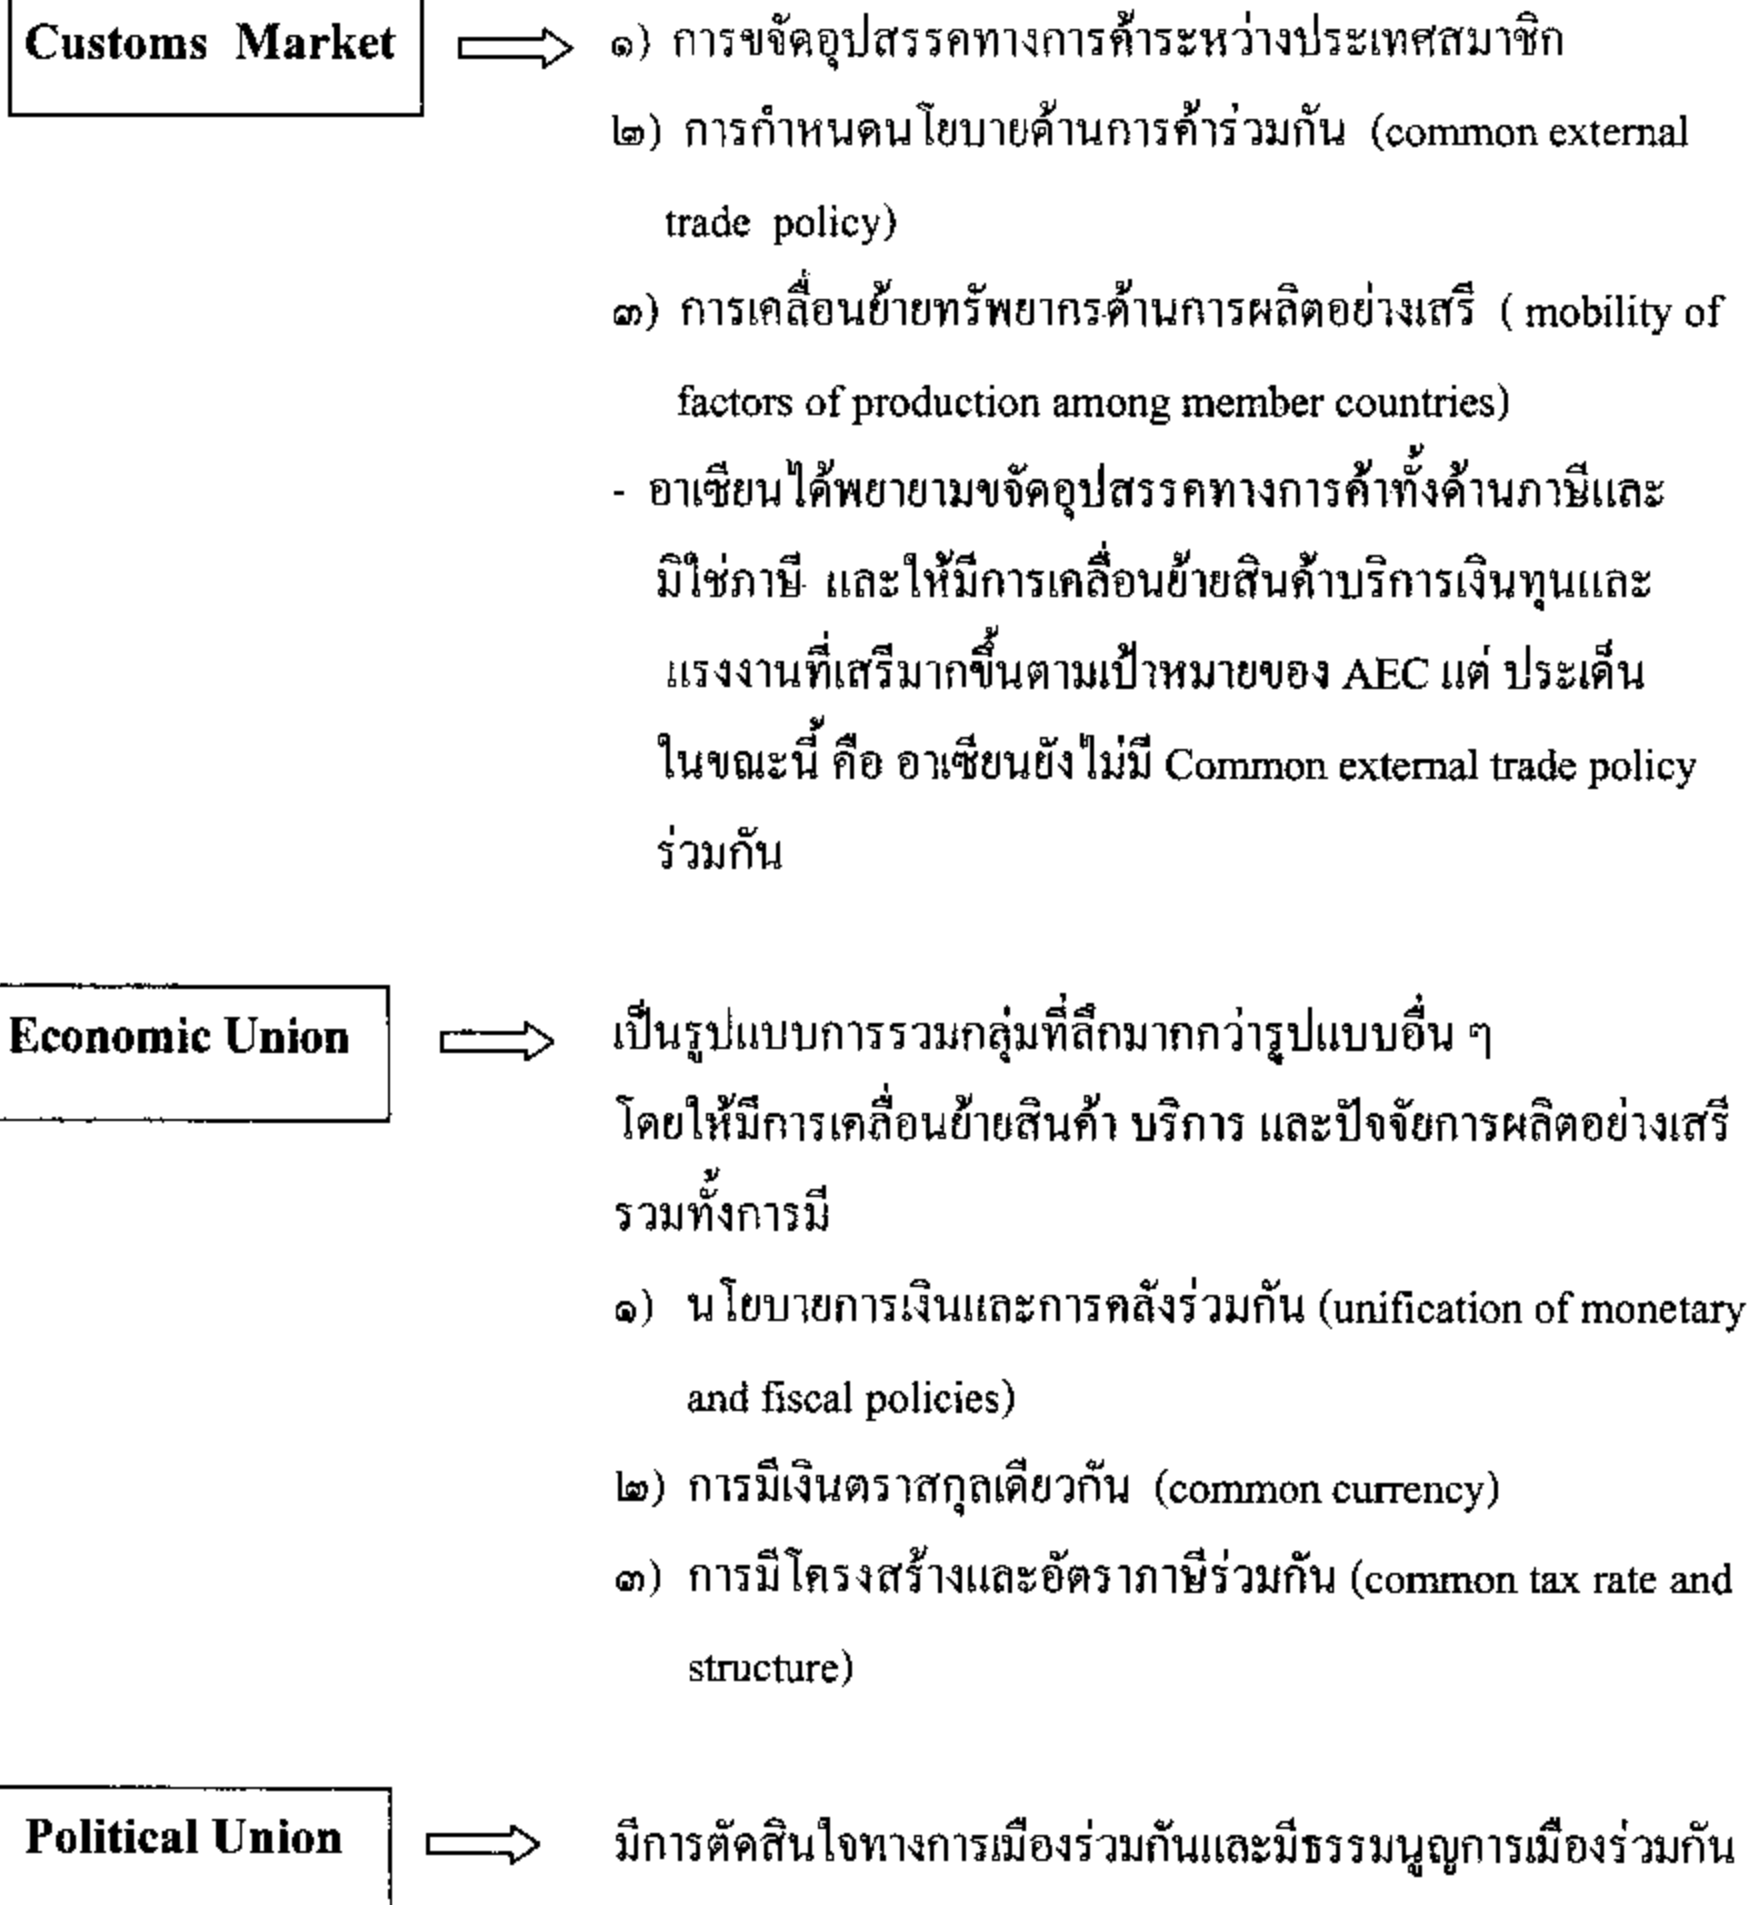 Customs Market ๑) การขจัดอุปสรรคทางการค้าระหว่างประเทศสมาชิก
๒) การกำหนดนโยบายด้านการค้าร่วมกัน (common external
trade policy)
๓) การเคลื่อนย้ายทรัพยากรด้านการผลิตอย่างเสรี ( mobility of
factors of production among member countries)
- อาเซียนได้พยายามขจัดอุปสรรคทางการค้าทั้งด้านภาษีและ
มิใช่ภาษี และให้มีการเคลื่อนย้ายสินค้าบริการเงินทุนและ
แรงงานที่เสรีมากขึ้นตามเป้าหมายของ AEC แต่ ประเด็น
ในขณะนี้ คือ อาเซียนยังไม่มี Common external trade policy
ร่วมกัน
Economic Union เป็นรูปแบบการรวมกลุ่มที่ลึกมากกว่ารูปแบบอื่น ๆ
โดยให้มีการเคลื่อนย้ายสินค้า บริการ และปัจจัยการผลิตอย่างเสรี
รวมทั้งการมี
๑) นโยบายการเงินและการคลังร่วมกัน (unification of monetary
and fiscal policies)
๒) การมีเงินตราสกุลเดียวกัน (common currency)
๓) การมีโครงสร้างและอัตราภาษีร่วมกัน (common tax rate and
structure)
Political Union มีการตัดสินใจทางการเมืองร่วมกันและมีธรรมนูญการเมืองร่วมกัน